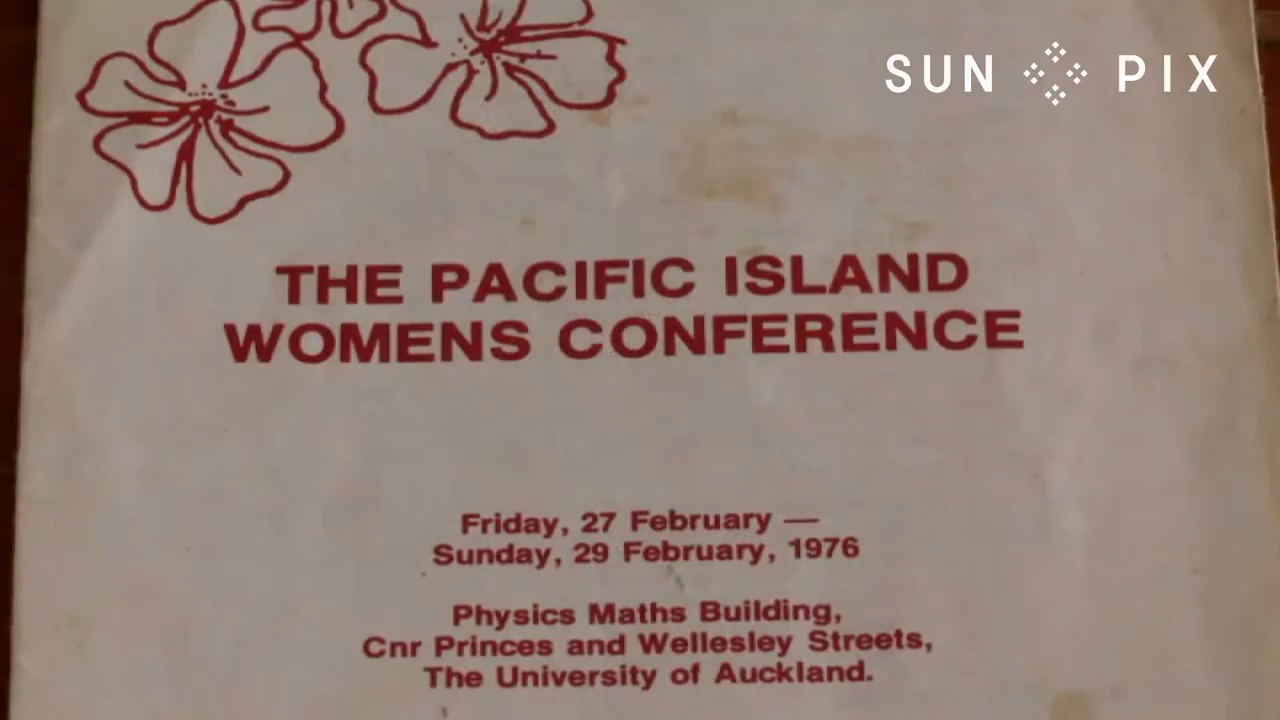 SUN PIX
THE PACIFIC ISLAND
WOMENS CONFERENCE
Friday, 27 February —
Sunday, 29 February, 1976
Physics Maths Building,
Cnr Princes and Wellesley Streets,
The University of Auckland.